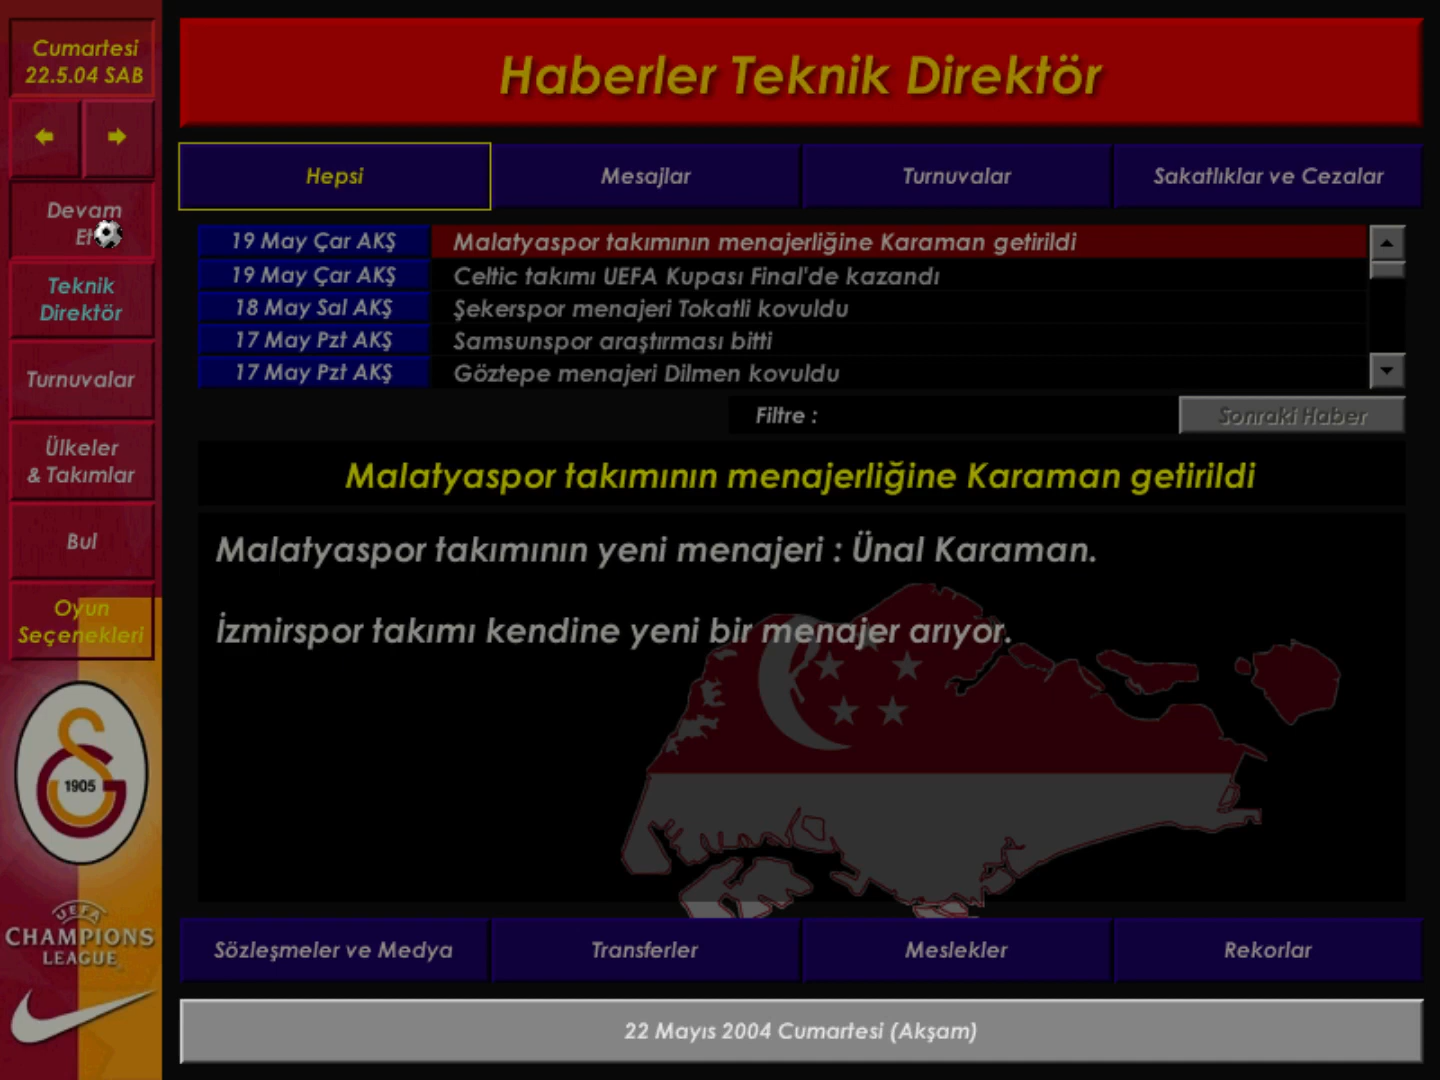 Cumartesi
22.5.04 SAB
Devam
Et
Teknik
Direktör
Turnuvalar
Ülkeler
& Takımlar
Bul
Oyun
Seçenekleri
1905
UEFA
CHAMPIONS
LEAGUE
Haberler Teknik Direktör
Hepsi
Mesajlar
Turnuvalar
Sakatlıklar ve Cezalar
19 May Çar AKŞ Malatyaspor takımının menajerliğine Karaman getirildi
19 May Çar AKŞ Celtic takımı UEFA Kupası Final'de kazandı
18 May Sal AKŞ Şekerspor menajeri Tokatli kovuldu
17 May Pzt AKŞ Samsunspor araştırması bitti
17 May Pzt AKŞ Göztepe menajeri Dilmen kovuldu
Filtre :
Sonraki Haber
Malatyaspor takımının menajerliğine Karaman getirildi
Malatyaspor takımının yeni menajeri : Ünal Karaman.
İzmirspor takımı kendine yeni bir menajer arıyor.
Sözleşmeler ve Medya
Transferler
Meslekler
Rekorlar
22 Mayıs 2004 Cumartesi (Akşam)